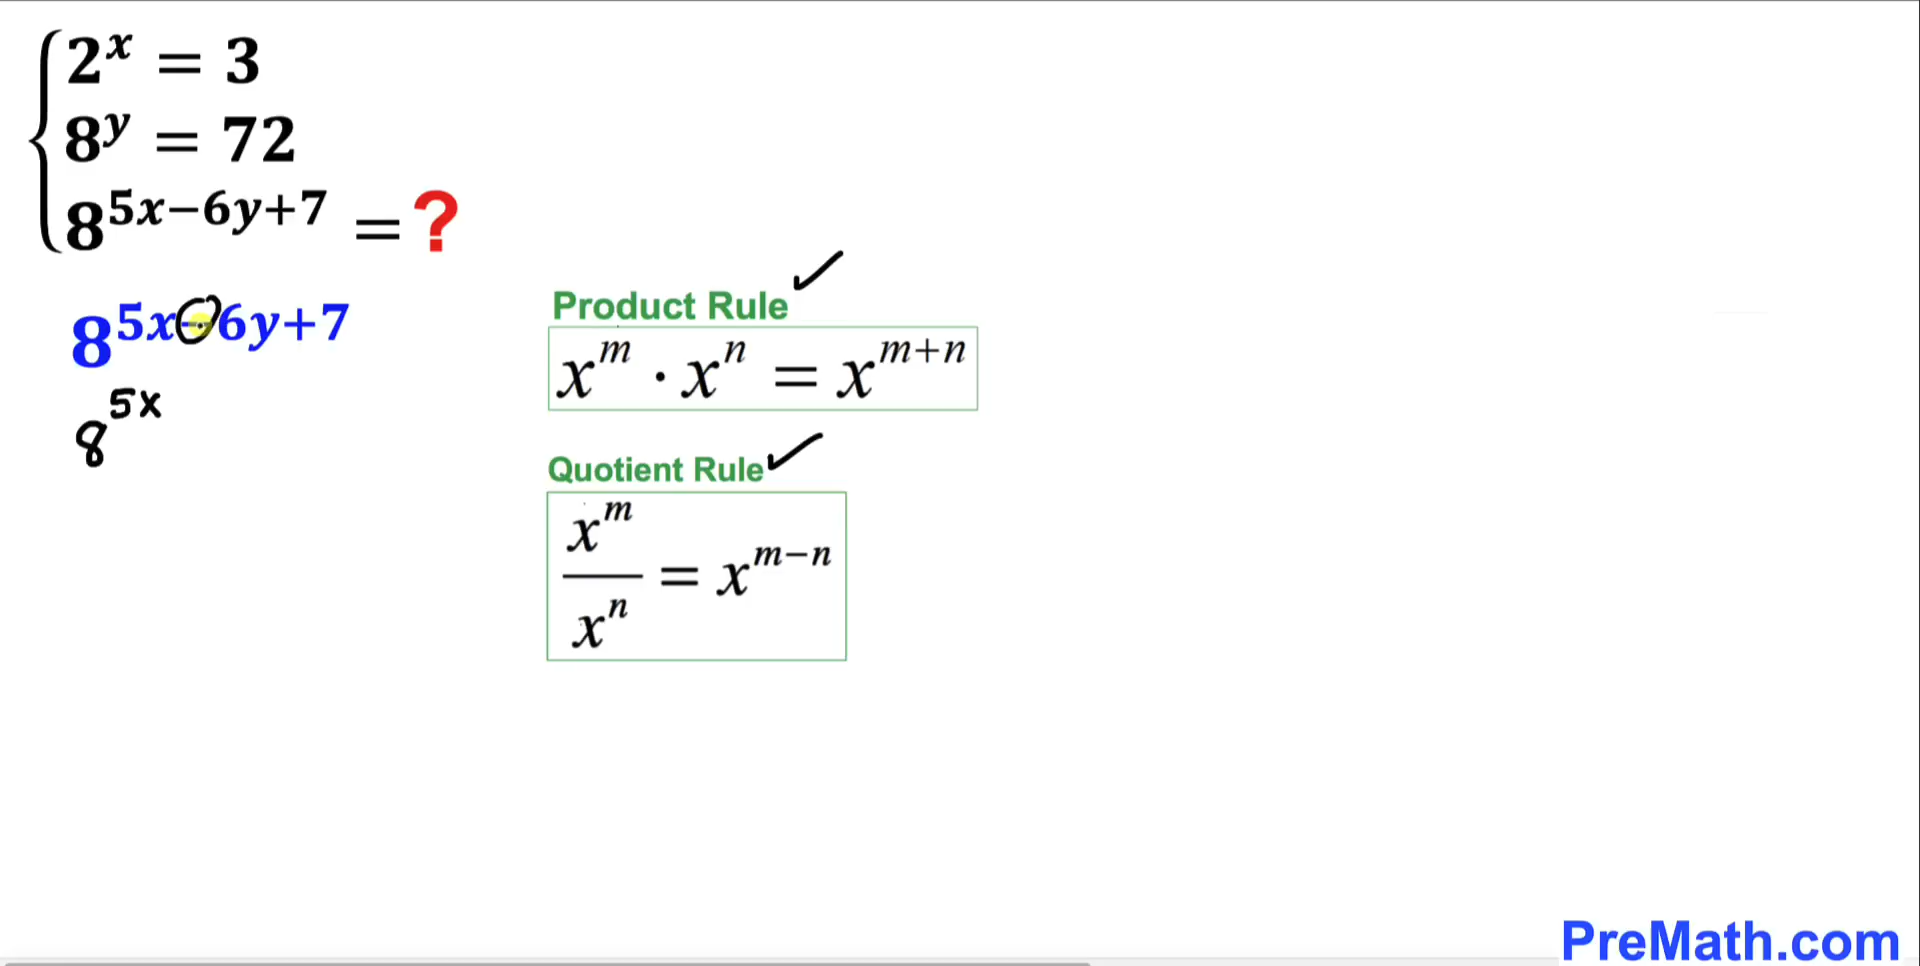 2^x = 3
8^y = 72
8^{5x−6y+7} = ?
8^{5x−6y+7}
8^{5x}
Product Rule ✓
x^m · x^n = x^{m+n}
Quotient Rule ✓
\frac{x^m}{x^n} = x^{m−n}
PreMath.com